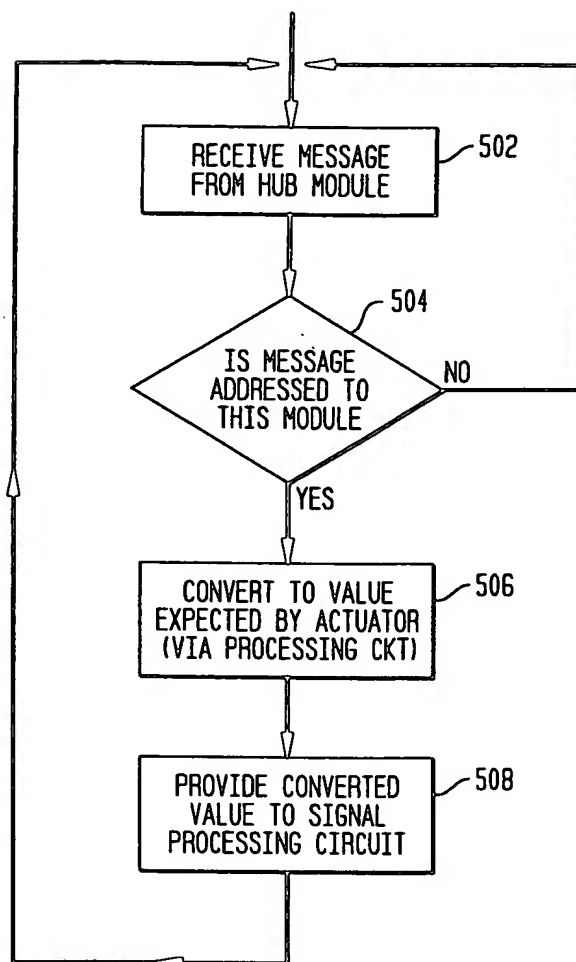 RECEIVE MESSAGE
FROM HUB MODULE
502
504
IS MESSAGE
ADDRESSED TO
THIS MODULE
NO
YES
CONVERT TO VALUE
EXPECTED BY ACTUATOR
(VIA PROCESSING CKT)
506
PROVIDE CONVERTED
VALUE TO SIGNAL
PROCESSING CIRCUIT
508